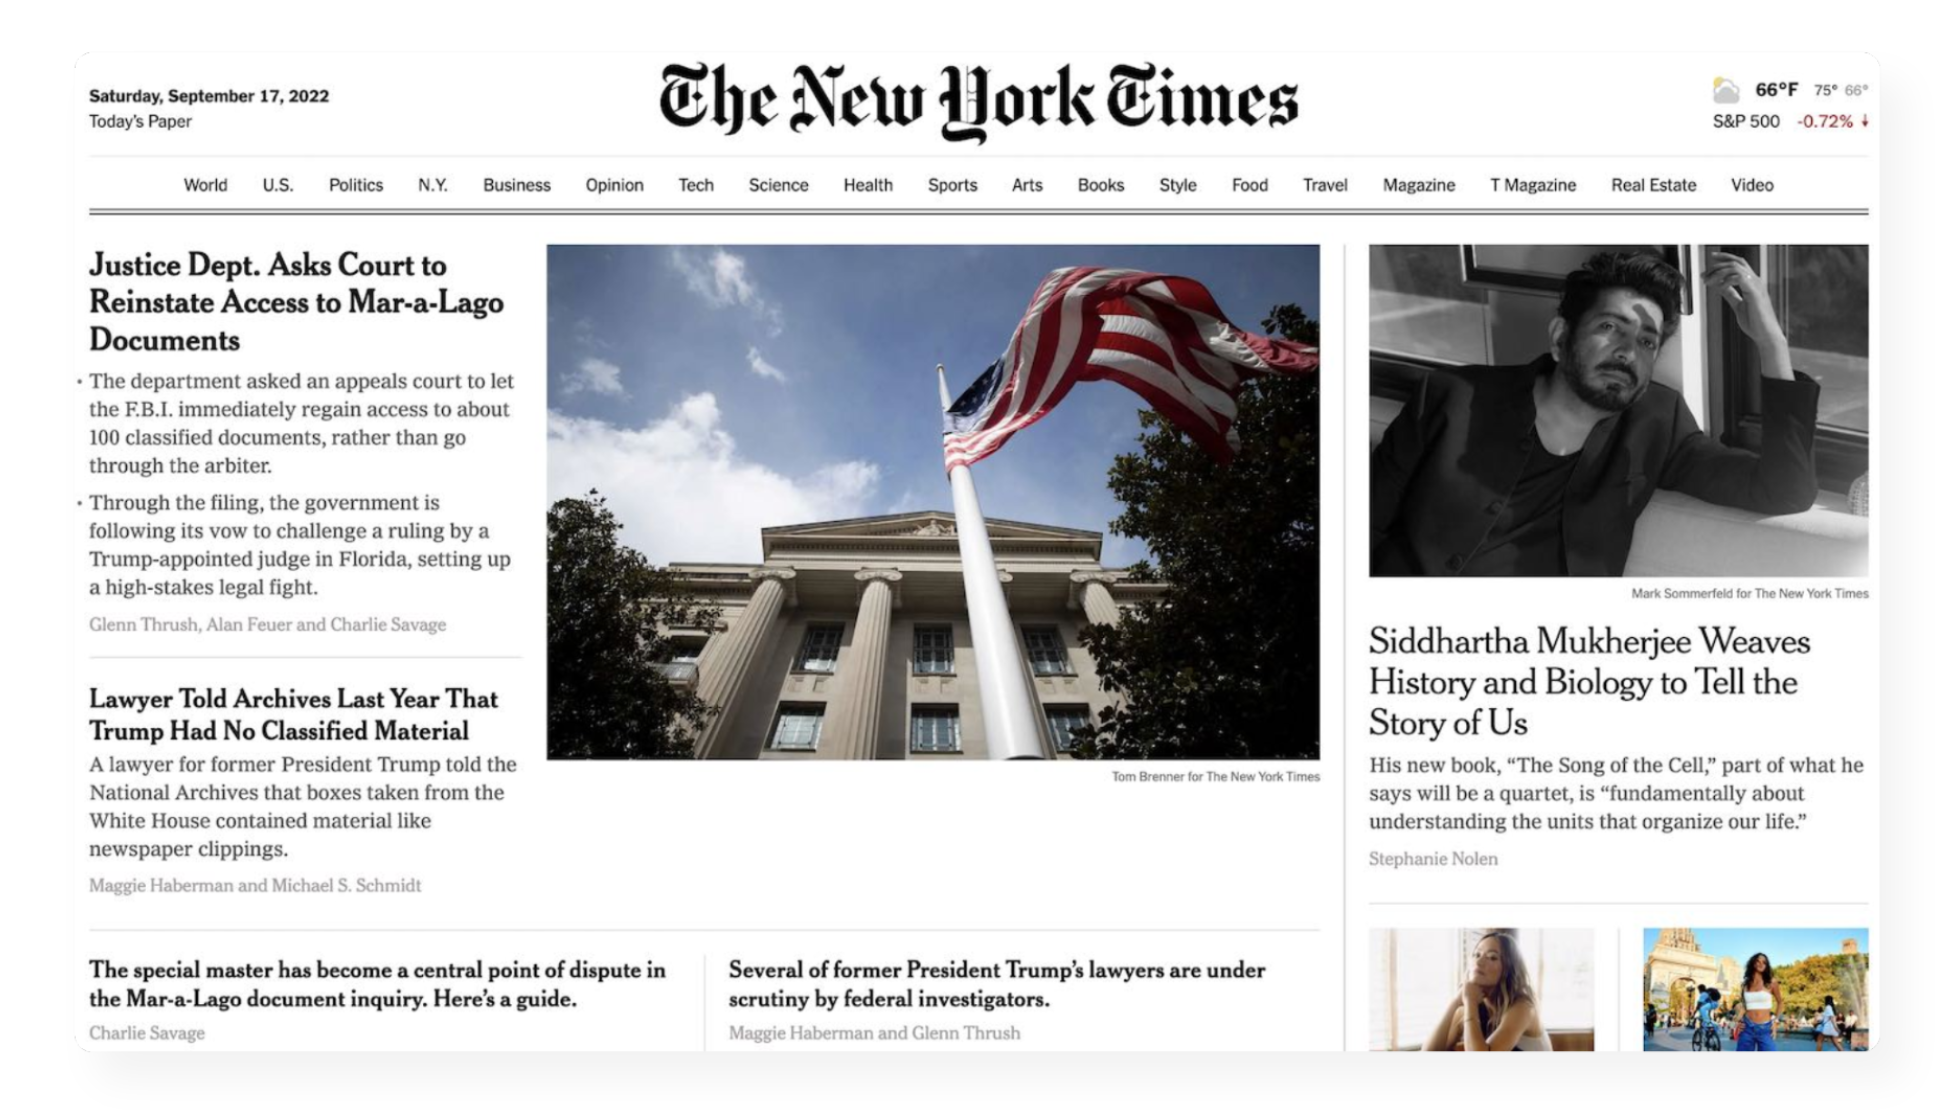 Saturday, September 17, 2022
Today's Paper
The New York Times
66°F 75° 66°
S&P 500 -0.72% ↓
World U.S. Politics N.Y. Business Opinion Tech Science Health Sports Arts Books Style Food Travel Magazine T Magazine Real Estate Video
Justice Dept. Asks Court to
Reinstate Access to Mar-a-Lago
Documents
• The department asked an appeals court to let
the F.B.I. immediately regain access to about
100 classified documents, rather than go
through the arbiter.
• Through the filing, the government is
following its vow to challenge a ruling by a
Trump-appointed judge in Florida, setting up
a high-stakes legal fight.
Glenn Thrush, Alan Feuer and Charlie Savage
Lawyer Told Archives Last Year That
Trump Had No Classified Material
A lawyer for former President Trump told the
National Archives that boxes taken from the
White House contained material like
newspaper clippings.
Maggie Haberman and Michael S. Schmidt
Tom Brenner for The New York Times
The special master has become a central point of dispute in
the Mar-a-Lago document inquiry. Here's a guide.
Charlie Savage
Several of former President Trump's lawyers are under
scrutiny by federal investigators.
Maggie Haberman and Glenn Thrush
Mark Sommerfeld for The New York Times
Siddhartha Mukherjee Weaves
History and Biology to Tell the
Story of Us
His new book, “The Song of the Cell,” part of what he
says will be a quartet, is “fundamentally about
understanding the units that organize our life.”
Stephanie Nolen